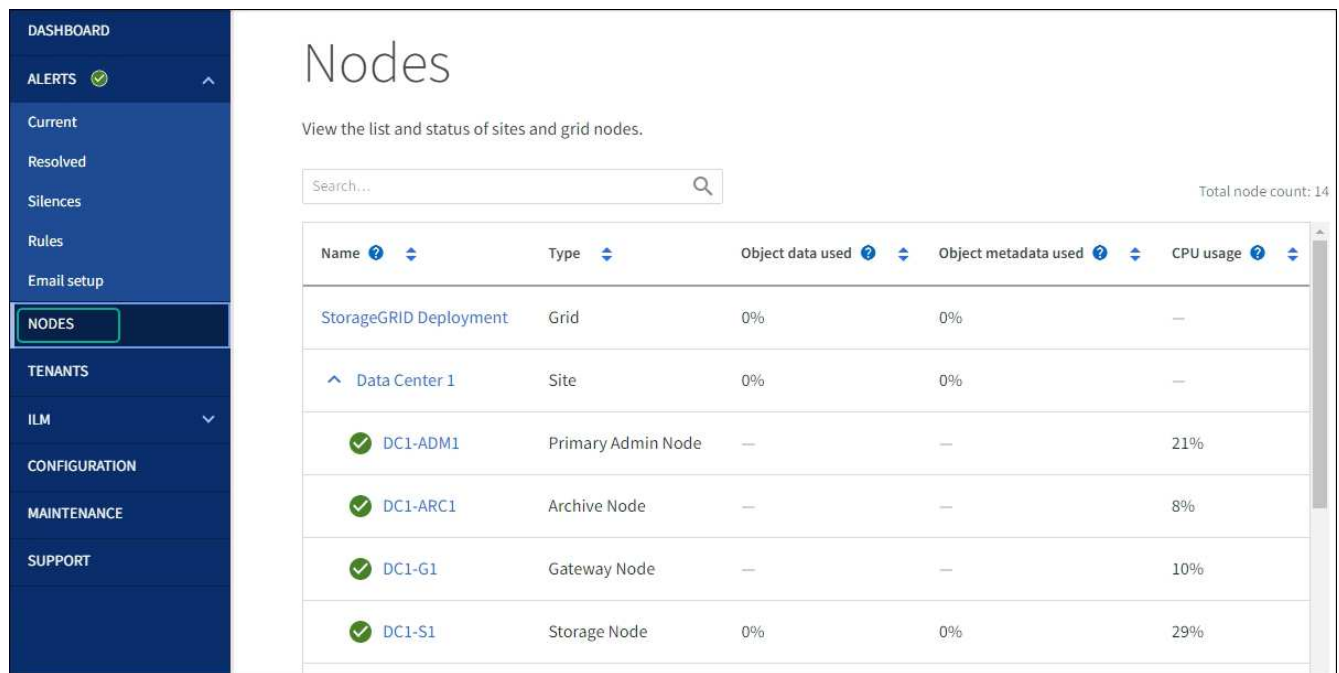 DASHBOARD
ALERTS
Current
Resolved
Silences
Rules
Email setup
NODES
TENANTS
ILM
CONFIGURATION
MAINTENANCE
SUPPORT
Nodes
View the list and status of sites and grid nodes.
Search...
Total node count: 14
Name ? Type Object data used ? Object metadata used ? CPU usage ?
StorageGRID Deployment Grid 0% 0% —
Data Center 1 Site 0% 0% —
DC1-ADM1 Primary Admin Node — — 21%
DC1-ARC1 Archive Node — — 8%
DC1-G1 Gateway Node — — 10%
DC1-S1 Storage Node 0% 0% 29%